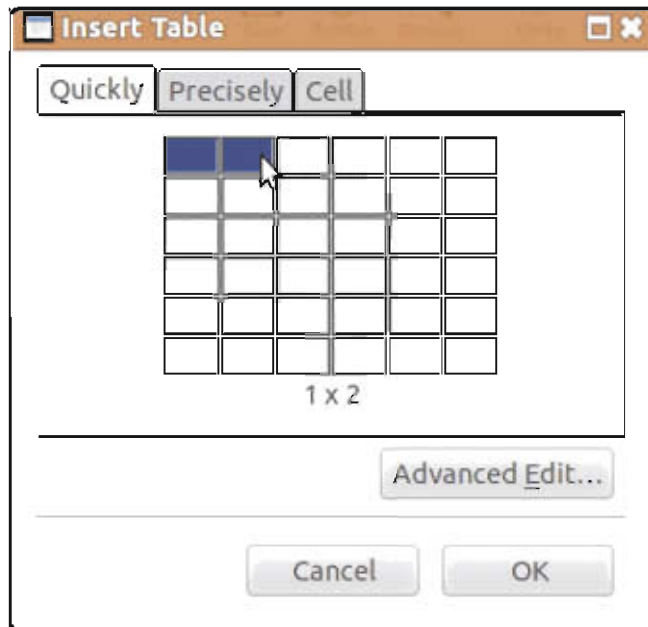 Insert Table
Quickly Precisely Cell
1 x 2
Advanced Edit...
Cancel OK